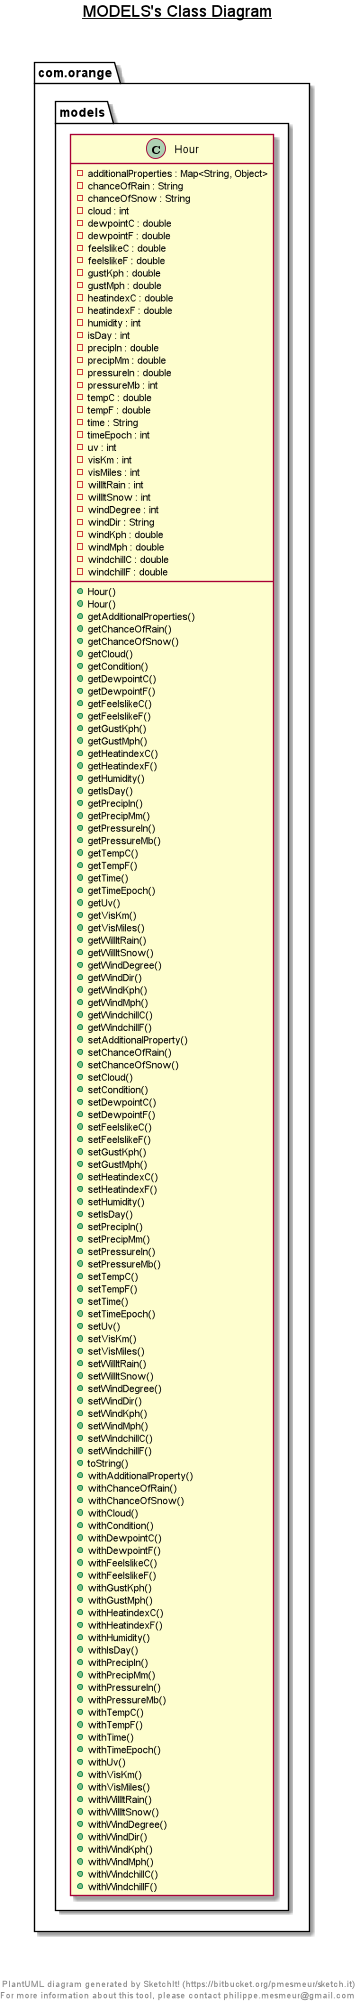 MODELS's Class Diagram
com.orange
models
C Hour
additionalProperties : Map<String, Object>
chanceOfRain : String
chanceOfSnow : String
cloud : int
dewpointC : double
dewpointF : double
feelslikeC : double
feelslikeF : double
gustKph : double
gustMph : double
heatindexC : double
heatindexF : double
humidity : int
isDay : int
precipIn : double
precipMm : double
pressureIn : double
pressureMb : int
tempC : double
tempF : double
time : String
timeEpoch : int
uv : int
visKm : int
visMiles : int
willItRain : int
willItSnow : int
windDegree : int
windDir : String
windKph : double
windMph : double
windchillC : double
windchillF : double
Hour()
Hour()
getAdditionalProperties()
getChanceOfRain()
getChanceOfSnow()
getCloud()
getCondition()
getDewpointC()
getDewpointF()
getFeelslikeC()
getFeelslikeF()
getGustKph()
getGustMph()
getHeatindexC()
getHeatindexF()
getHumidity()
getIsDay()
getPrecipIn()
getPrecipMm()
getPressureIn()
getPressureMb()
getTempC()
getTempF()
getTime()
getTimeEpoch()
getUv()
getVisKm()
getVisMiles()
getWillItRain()
getWillItSnow()
getWindDegree()
getWindDir()
getWindKph()
getWindMph()
getWindchillC()
getWindchillF()
setAdditionalProperty()
setChanceOfRain()
setChanceOfSnow()
setCloud()
setCondition()
setDewpointC()
setDewpointF()
setFeelslikeC()
setFeelslikeF()
setGustKph()
setGustMph()
setHeatindexC()
setHeatindexF()
setHumidity()
setIsDay()
setPrecipIn()
setPrecipMm()
setPressureIn()
setPressureMb()
setTempC()
setTempF()
setTime()
setTimeEpoch()
setUv()
setVisKm()
setVisMiles()
setWillItRain()
setWillItSnow()
setWindDegree()
setWindDir()
setWindKph()
setWindMph()
setWindchillC()
setWindchillF()
toString()
withAdditionalProperty()
withChanceOfRain()
withChanceOfSnow()
withCloud()
withCondition()
withDewpointC()
withDewpointF()
withFeelslikeC()
withFeelslikeF()
withGustKph()
withGustMph()
withHeatindexC()
withHeatindexF()
withHumidity()
withIsDay()
withPrecipIn()
withPrecipMm()
withPressureIn()
withPressureMb()
withTempC()
withTempF()
withTime()
withTimeEpoch()
withUv()
withVisKm()
withVisMiles()
withWillItRain()
withWillItSnow()
withWindDegree()
withWindDir()
withWindKph()
withWindMph()
withWindchillC()
withWindchillF()
PlantUML diagram generated by SketchIt! (https://bitbucket.org/pmesmeur/sketch.it)
For more information about this tool, please contact philippe.mesmeur@gmail.com